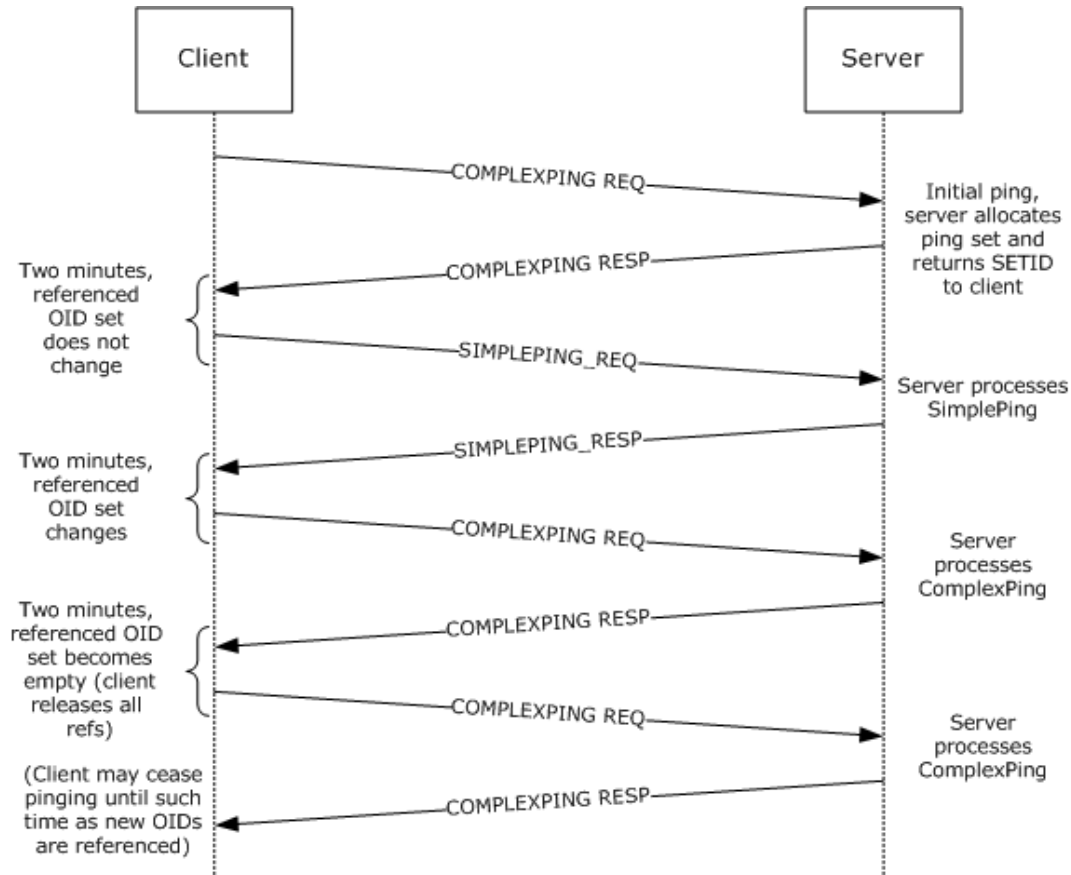 Client
Server
COMPLEXPING REQ
Initial ping,
server allocates
ping set and
returns SETID
to client
COMPLEXPING RESP
Two minutes,
referenced
OID set
does not
change
SIMPLEPING_REQ
Server processes
SimplePing
SIMPLEPING_RESP
Two minutes,
referenced
OID set
changes
COMPLEXPING REQ
Server
processes
ComplexPing
COMPLEXPING RESP
Two minutes,
referenced OID
set becomes
empty (client
releases all
refs)
COMPLEXPING REQ
Server
processes
ComplexPing
COMPLEXPING RESP
(Client may cease
pinging until such
time as new OIDs
are referenced)